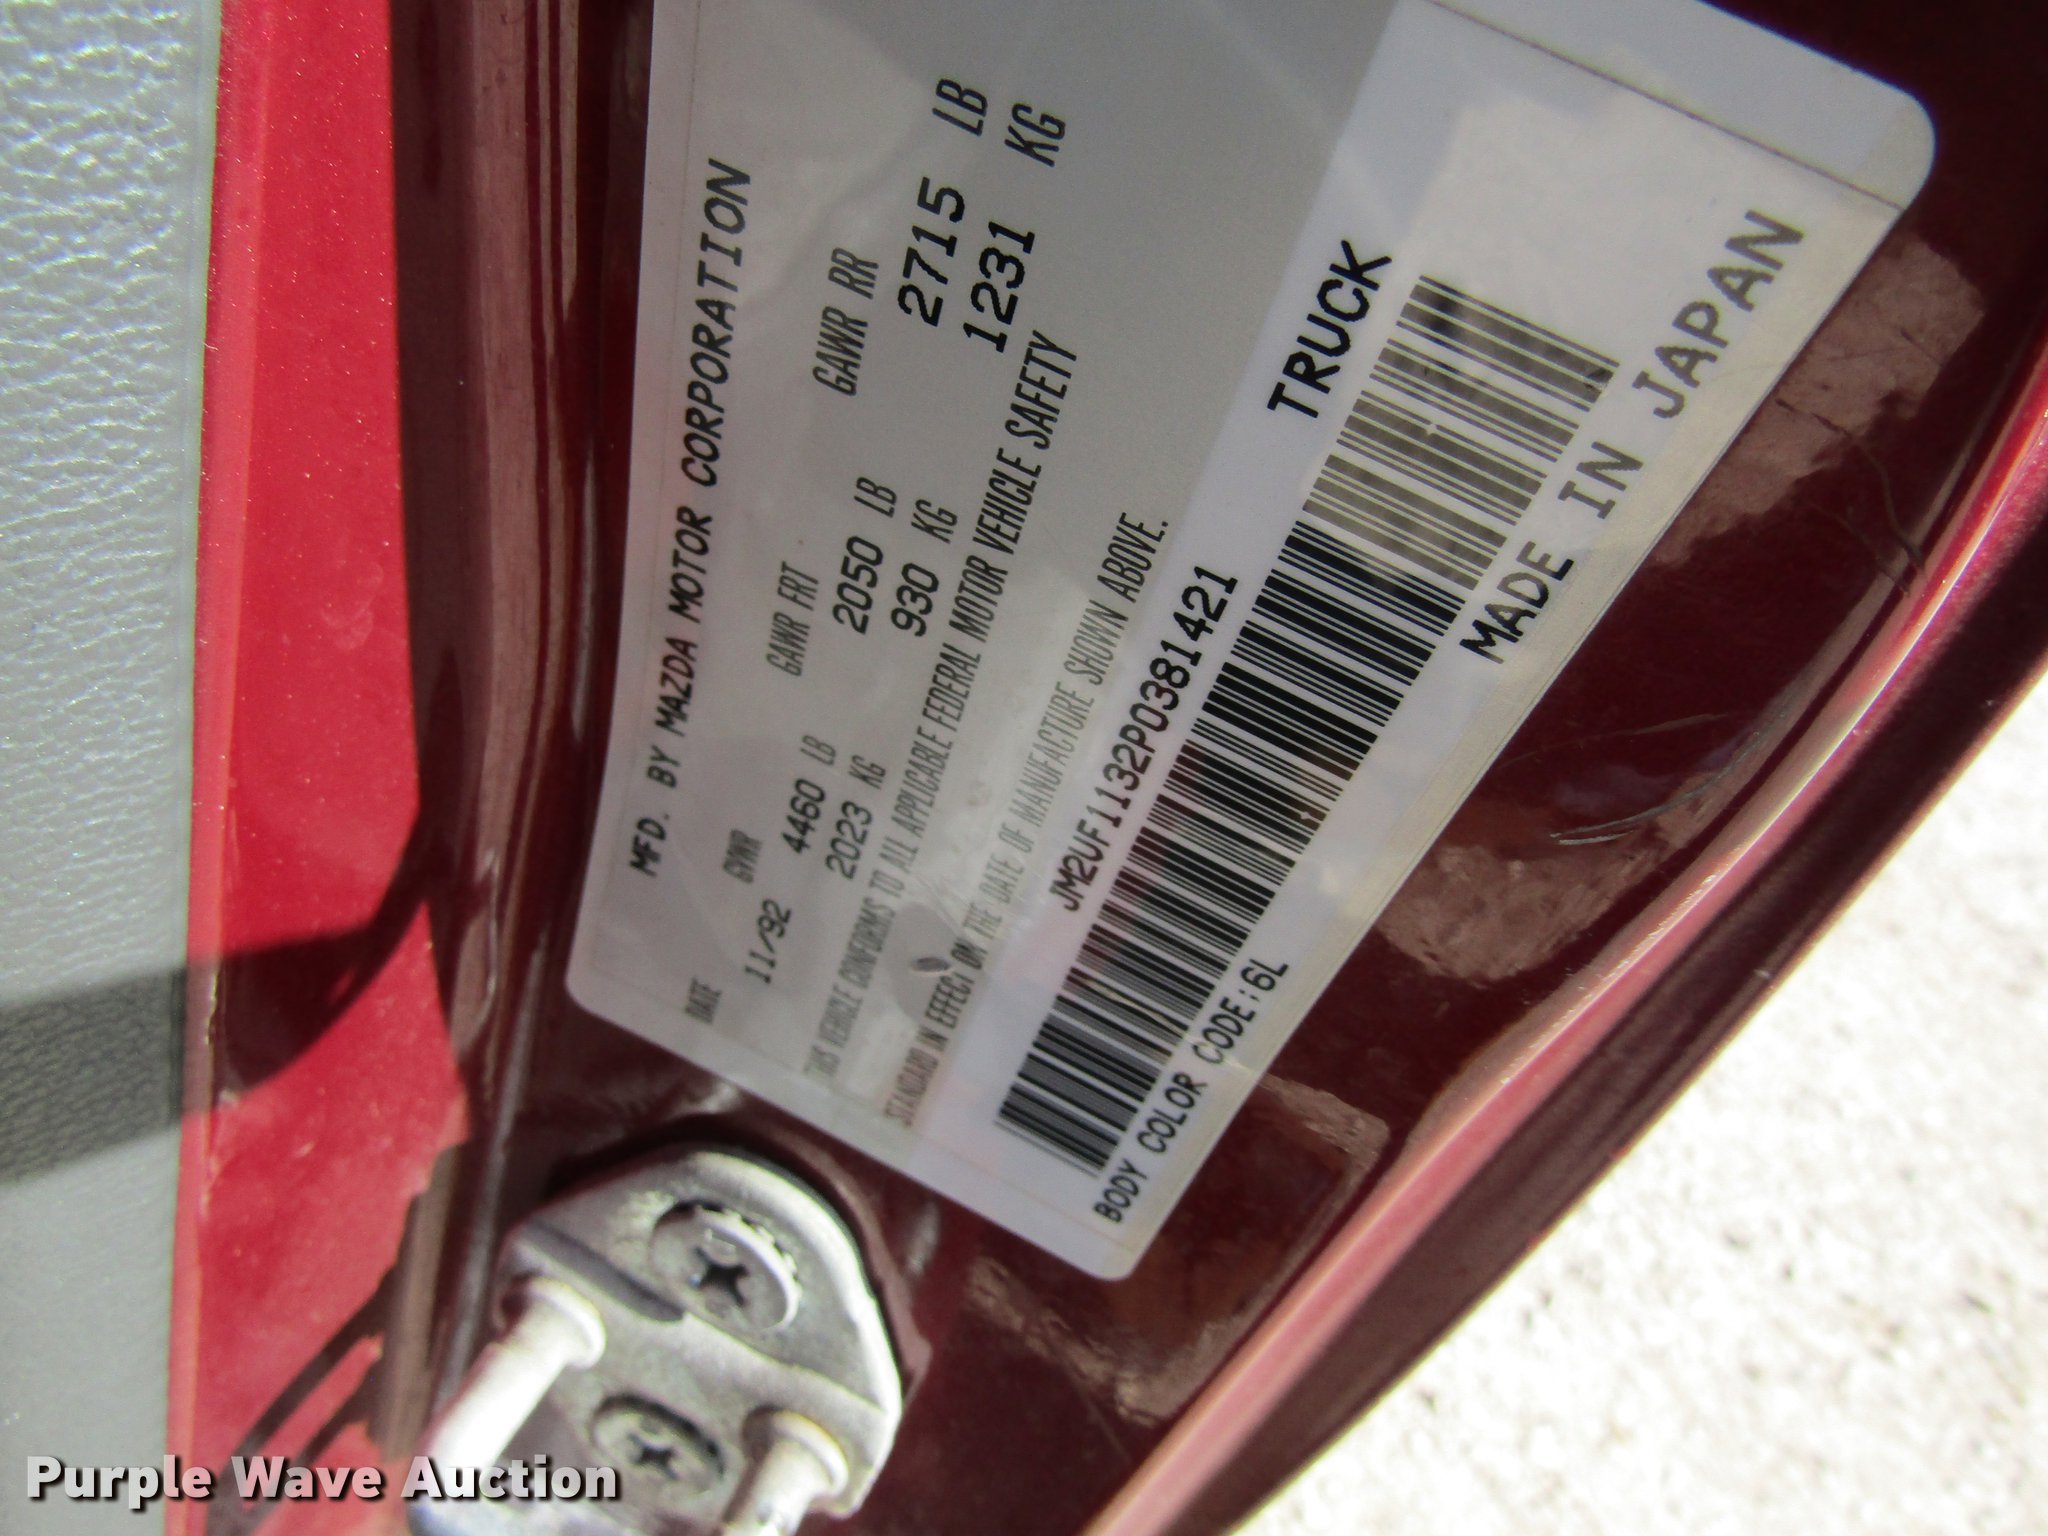 MFD. BY MAZDA MOTOR CORPORATION
DATE GVWR GAWR FRT GAWR RR
11/92 4460 LB 2050 LB 2715 LB
2023 KG 930 KG 1231 KG
THIS VEHICLE CONFORMS TO ALL APPLICABLE FEDERAL MOTOR VEHICLE SAFETY
STANDARD IN EFFECT ON THE DATE OF MANUFACTURE SHOWN ABOVE.
JM2UF1132P0381421 TRUCK
BODY COLOR CODE:6L MADE IN JAPAN
Purple Wave Auction